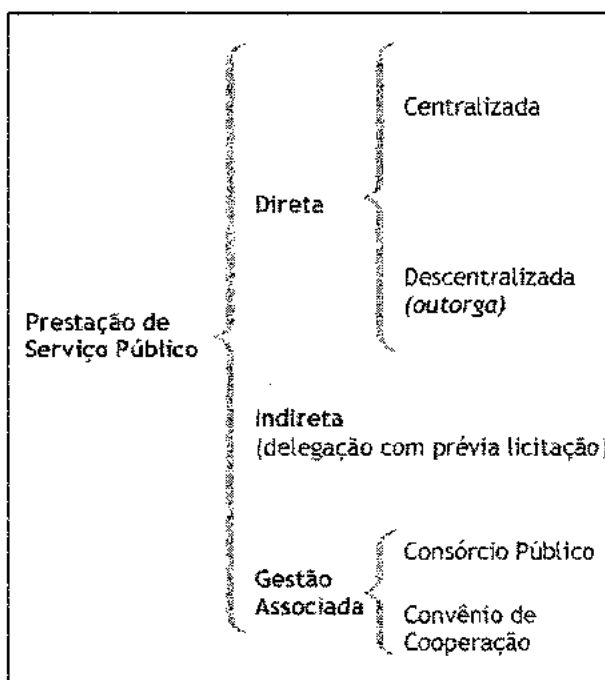 Centralizada
Direta
Descentralizada
(outorga)
Prestação de
Serviço Público
Indireta
(delegação com prévia licitação)
Consórcio Público
Gestão
Associada
Convênio de
Cooperação